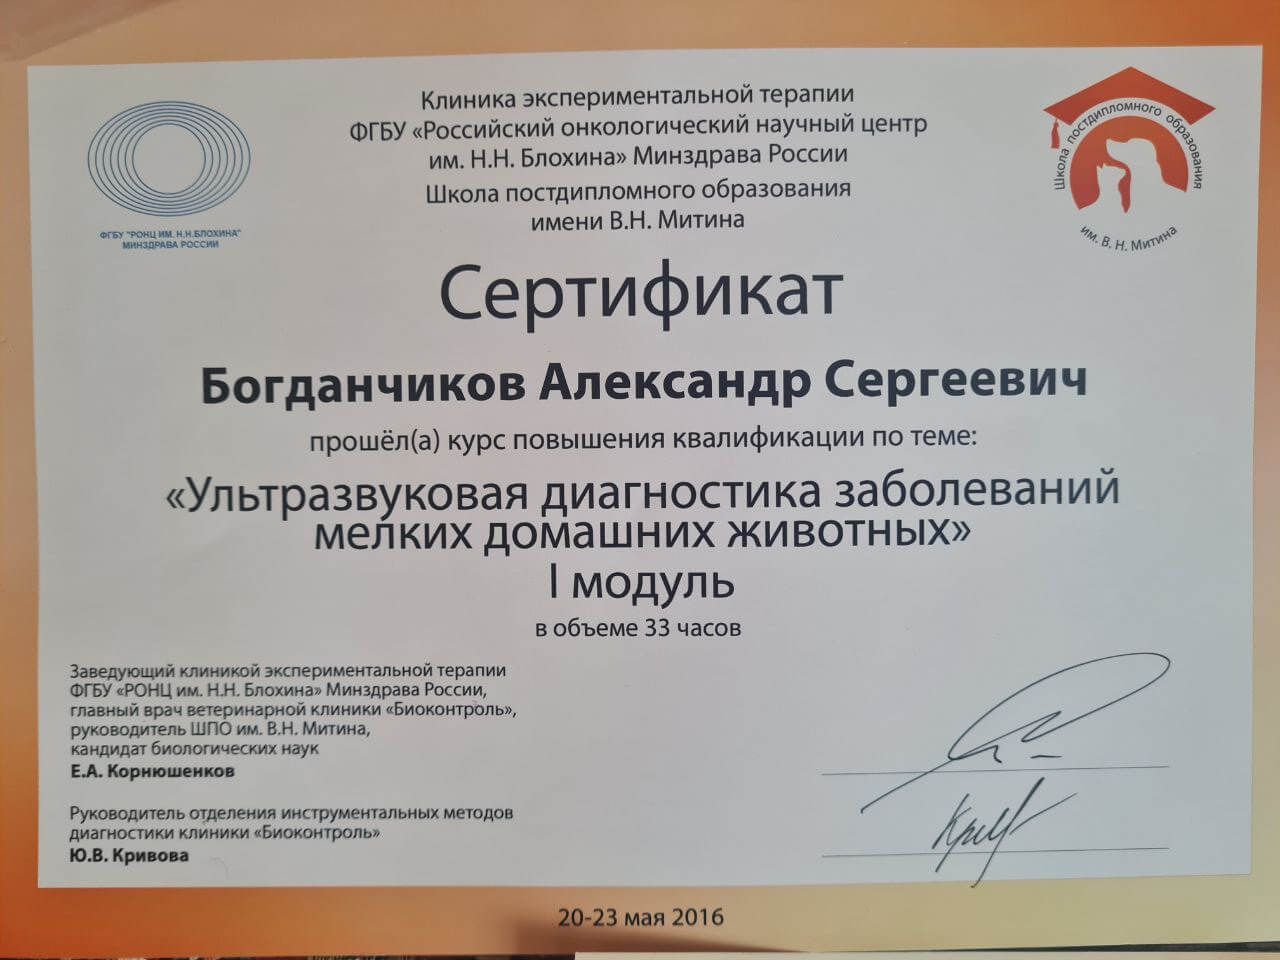 Клиника экспериментальной терапии
ФГБУ «Российский онкологический научный центр
им. Н.Н. Блохина» Минздрава России
Школа постдипломного образования
имени В.Н. Митина
ФГБУ "РОНЦ ИМ. Н.Н.БЛОХИНА"
МИНЗДРАВА РОССИИ
Школа постдипломного образования
им. В. Н. Митина
Сертификат
Богданчиков Александр Сергеевич
прошёл(а) курс повышения квалификации по теме:
«Ультразвуковая диагностика заболеваний
мелких домашних животных»
I модуль
в объеме 33 часов
Заведующий клиникой экспериментальной терапии
ФГБУ «РОНЦ им. Н.Н. Блохина» Минздрава России,
главный врач ветеринарной клиники «Биоконтроль»,
руководитель ШПО им. В.Н. Митина,
кандидат биологических наук
Е.А. Корнюшенков
Руководитель отделения инструментальных методов
диагностики клиники «Биоконтроль»
Ю.В. Кривова
20-23 мая 2016